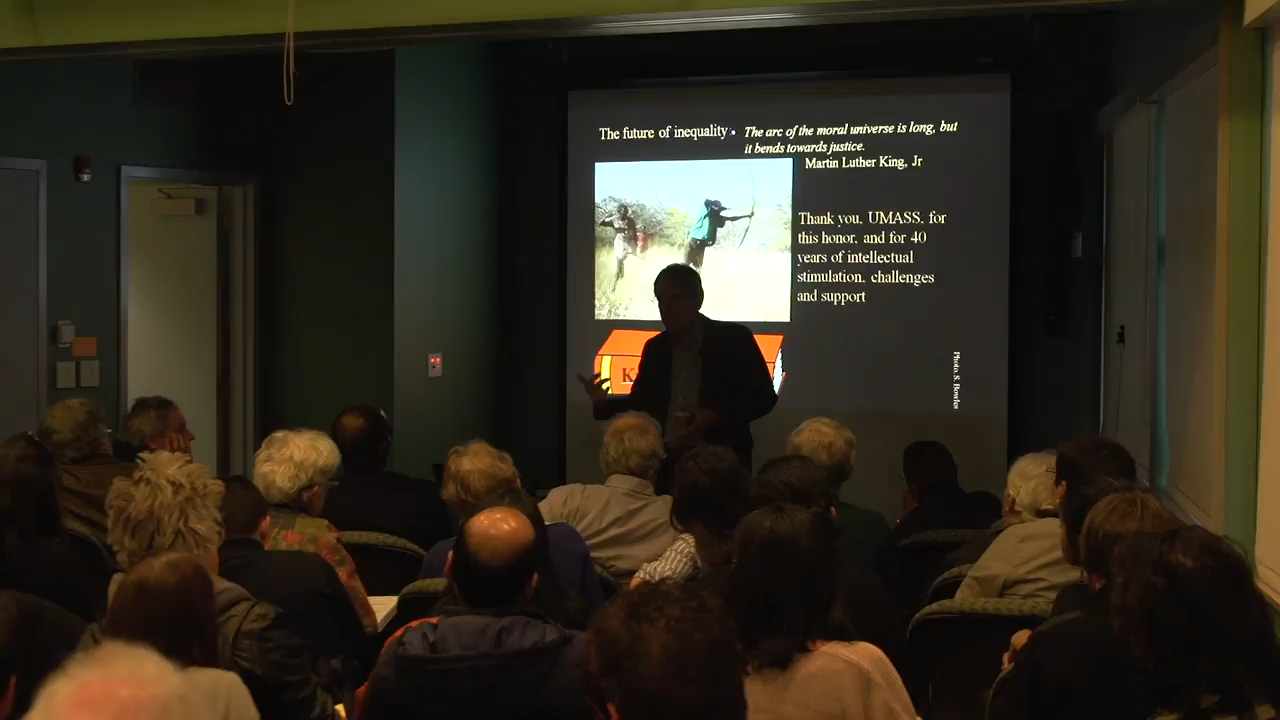 The future of inequality:
The arc of the moral universe is long, but
it bends towards justice.
Martin Luther King, Jr
Thank you, UMASS, for
this honor, and for 40
years of intellectual
stimulation, challenges
and support
Photo. S. Bowles